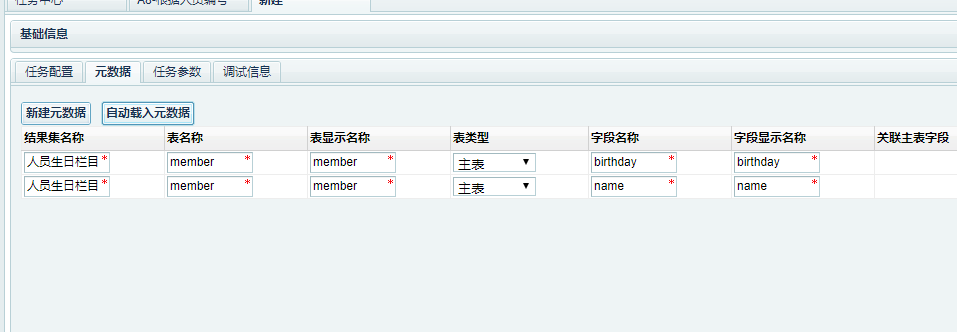 任务中心 A8-根据人员编号 新建
基础信息
任务配置 元数据 任务参数 调试信息
新建元数据 自动载入元数据
结果集名称 表名称 表显示名称 表类型 字段名称 字段显示名称 关联主表字段
人员生日栏目* member * member * 主表 ▼ birthday * birthday *
人员生日栏目* member * member * 主表 ▼ name * name *